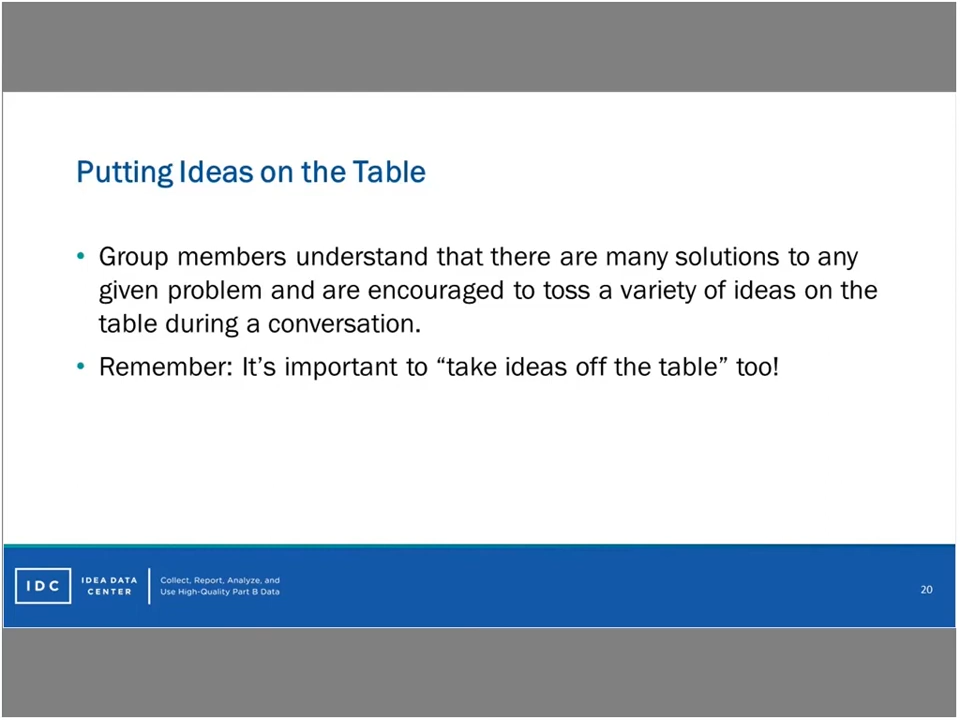 Putting Ideas on the Table
• Group members understand that there are many solutions to any
given problem and are encouraged to toss a variety of ideas on the
table during a conversation.
• Remember: It’s important to “take ideas off the table” too!
IDC
IDEA DATA
CENTER
Collect, Report, Analyze, and
Use High-Quality Part B Data
20